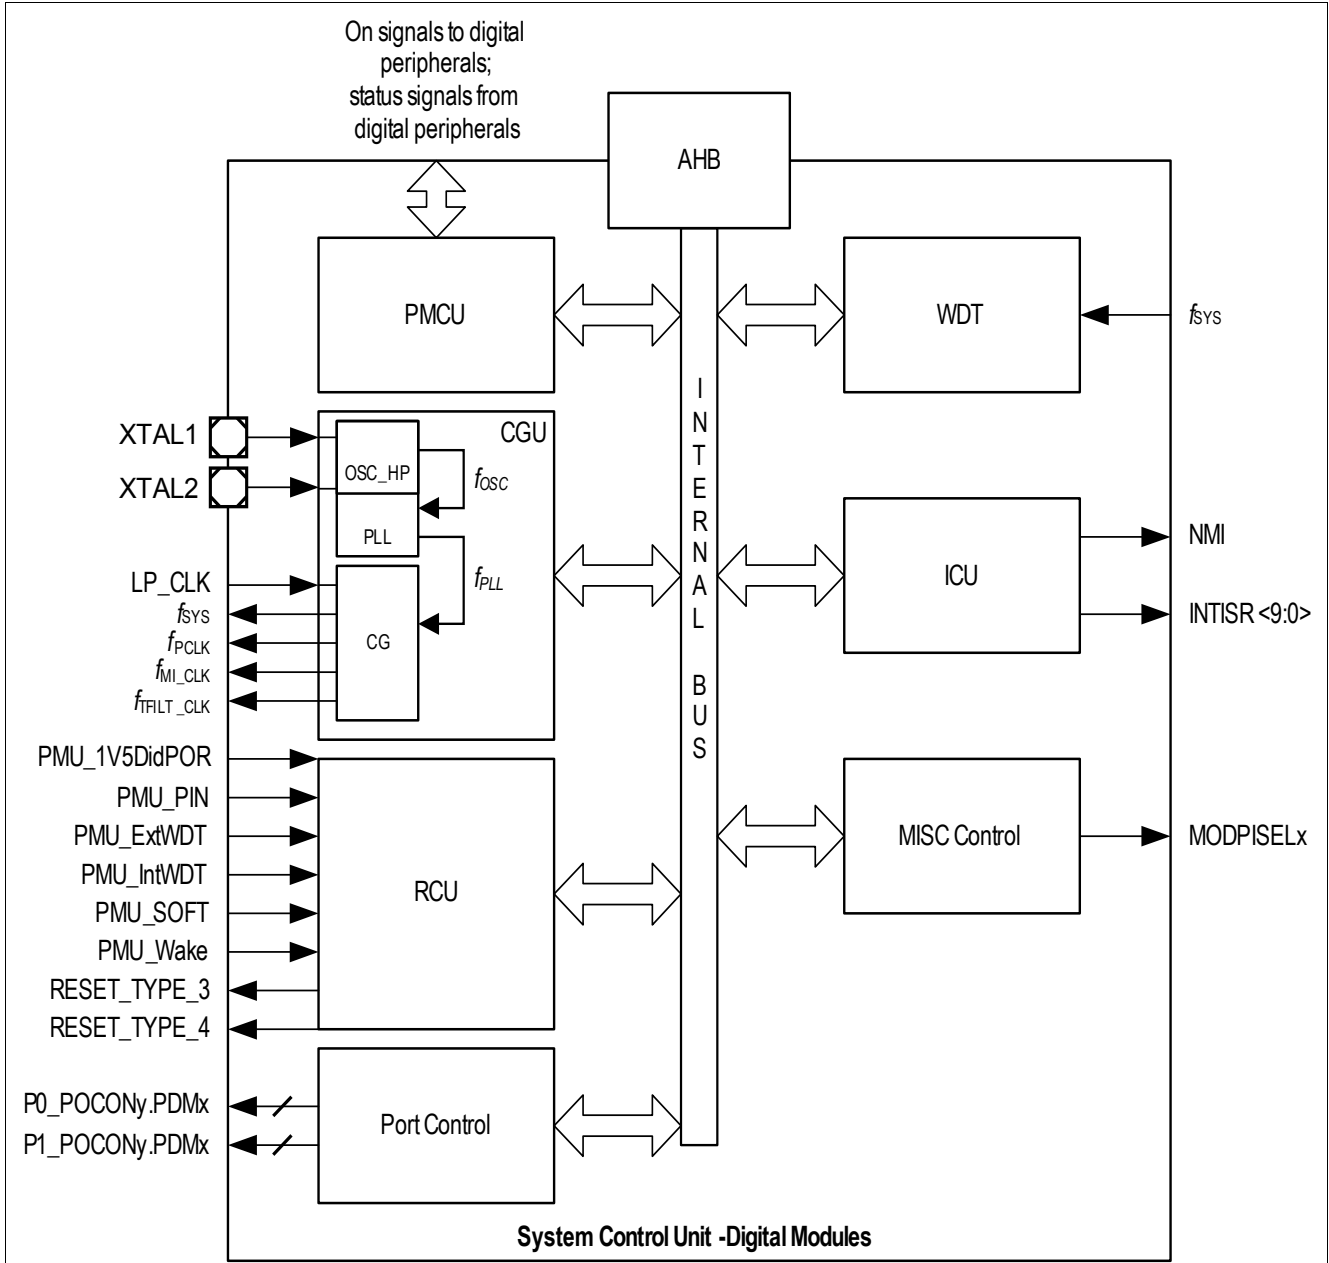 On signals to digital
peripherals;
status signals from
digital peripherals
AHB
PMCU
WDT
fSYS
XTAL1
XTAL2
CGU
OSC_HP
fOSC
PLL
fPLL
LP_CLK
fSYS
fPCLK
fMI_CLK
fTFILT_CLK
CG
INTERNAL BUS
ICU
NMI
INTISR <9:0>
PMU_1V5DidPOR
PMU_PIN
PMU_ExtWDT
PMU_IntWDT
PMU_SOFT
PMU_Wake
RESET_TYPE_3
RESET_TYPE_4
RCU
MISC Control
MODPISELx
P0_POCONy.PDMx
P1_POCONy.PDMx
Port Control
System Control Unit -Digital Modules